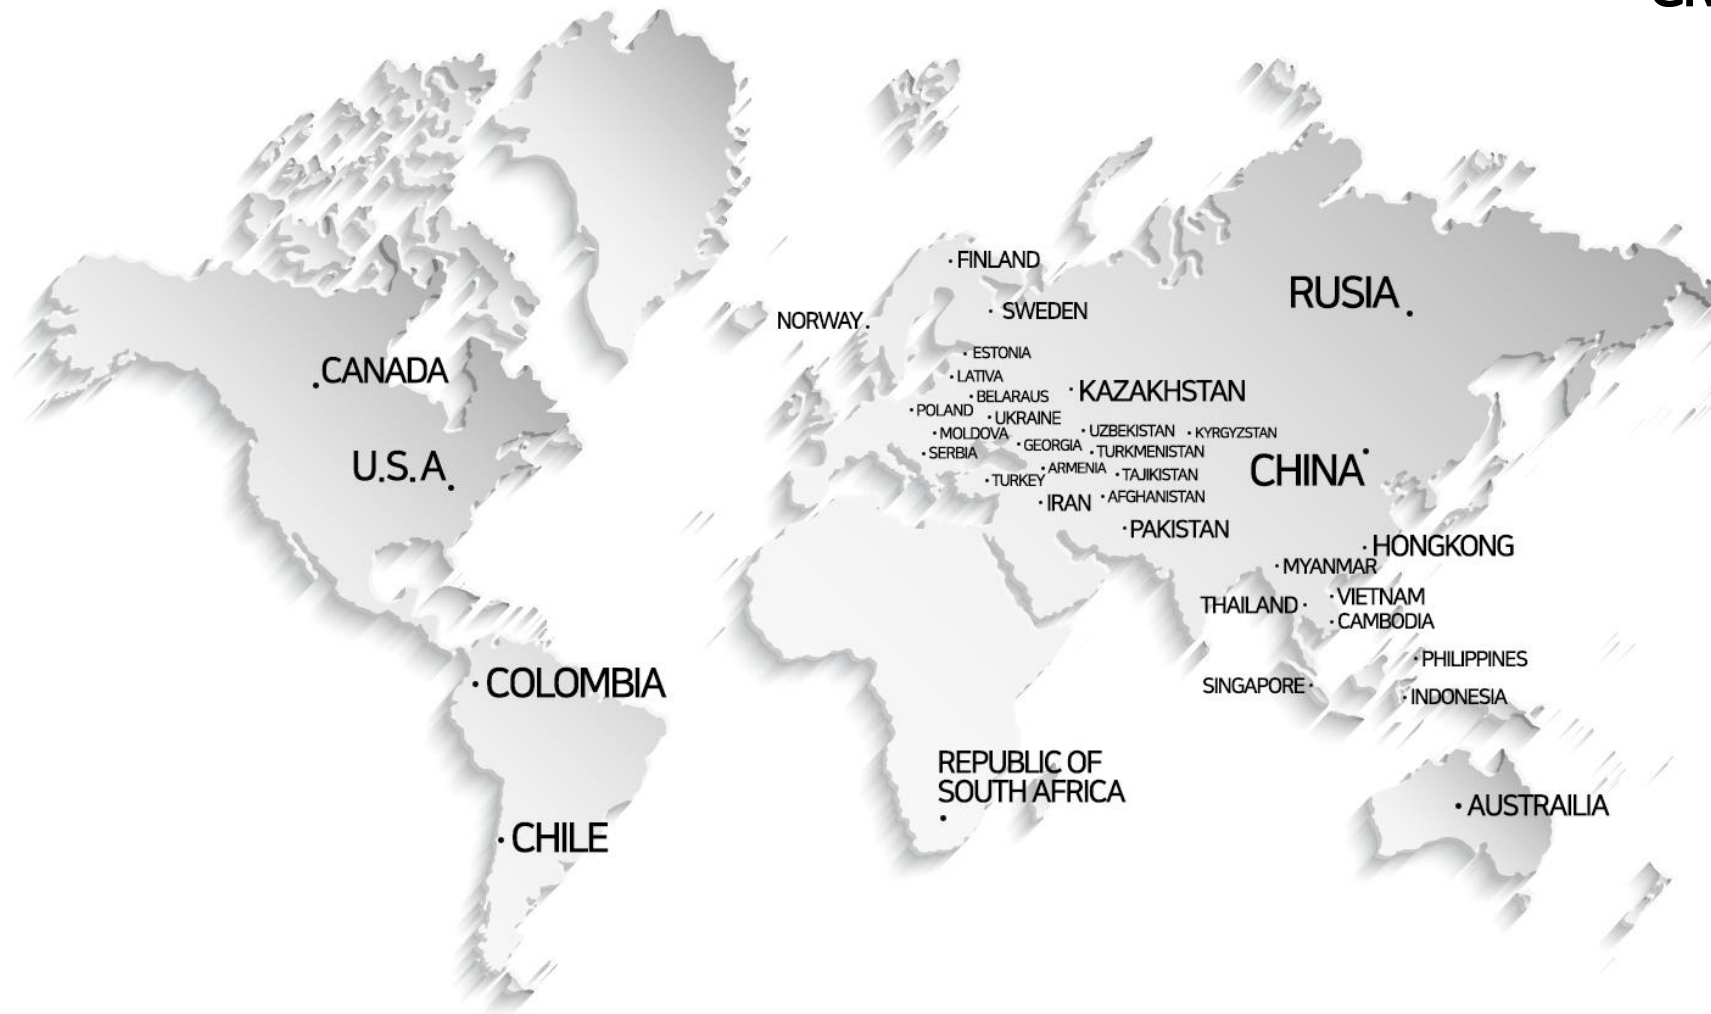 FINLAND
RUSIA
SWEDEN
NORWAY
ESTONIA
CANADA
LATIVA
KAZAKHSTAN
BELARAUS
POLAND
UKRAINE
MOLDOVA
UZBEKISTAN
KYRGYZSTAN
GEORGIA
TURKMENISTAN
SERBIA
U.S.A
CHINA
ARMENIA
TAJIKISTAN
TURKEY
AFGHANISTAN
IRAN
PAKISTAN
HONGKONG
MYANMAR
VIETNAM
THAILAND
CAMBODIA
PHILIPPINES
COLOMBIA
SINGAPORE
INDONESIA
REPUBLIC OF
SOUTH AFRICA
AUSTRAILIA
CHILE